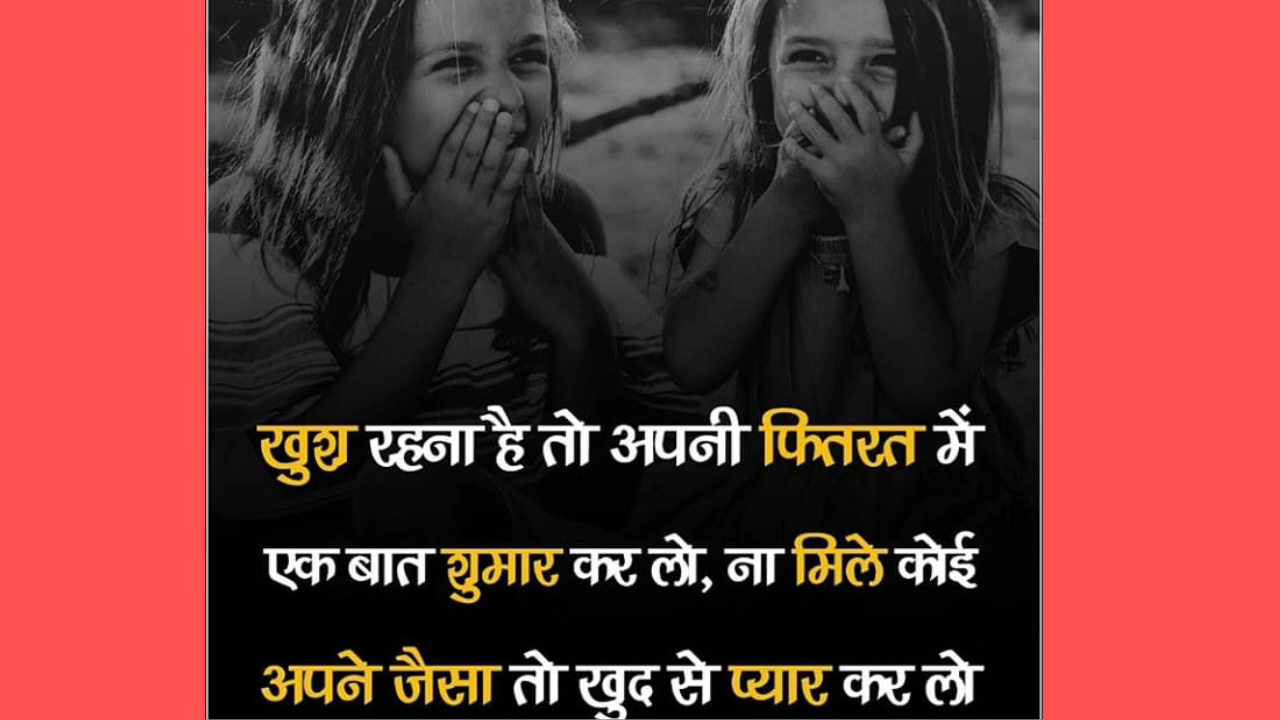 खुश रहना है तो अपनी फितरत में
एक बात शुमार कर लो, ना मिले कोई
अपने जैसा तो खुद से प्यार कर लो